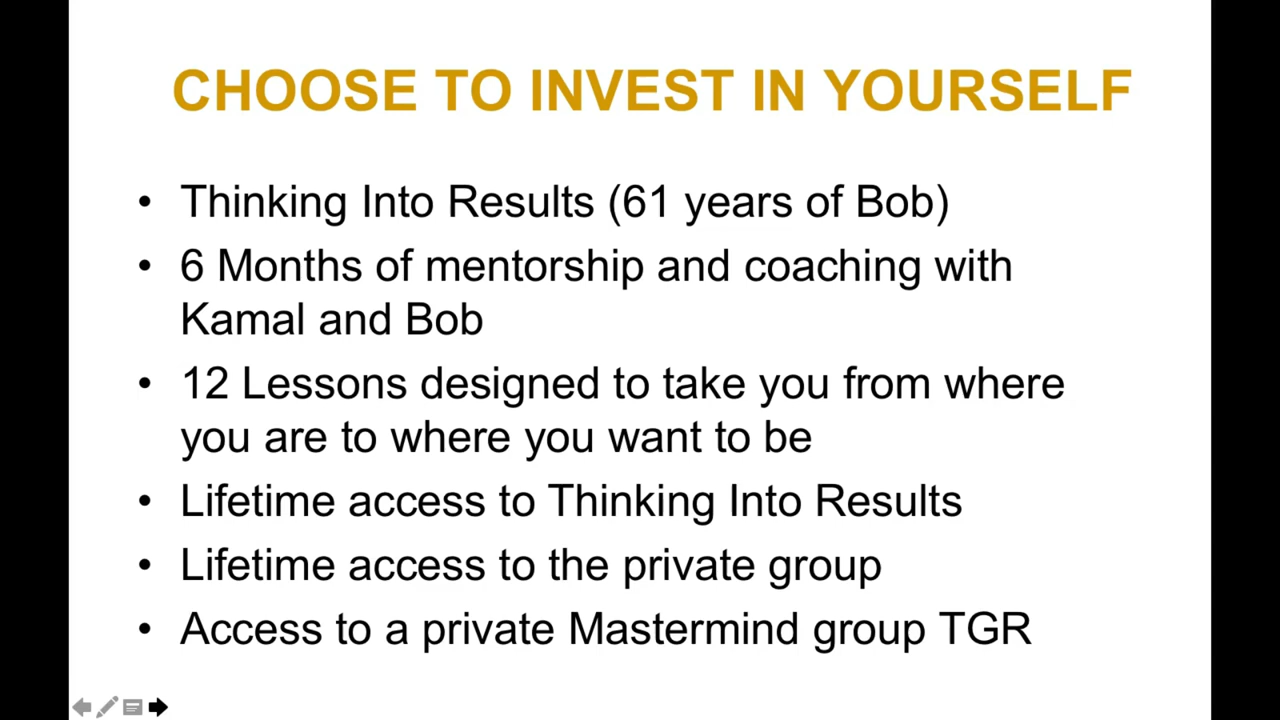 CHOOSE TO INVEST IN YOURSELF
• Thinking Into Results (61 years of Bob)
• 6 Months of mentorship and coaching with
Kamal and Bob
• 12 Lessons designed to take you from where
you are to where you want to be
• Lifetime access to Thinking Into Results
• Lifetime access to the private group
• Access to a private Mastermind group TGR